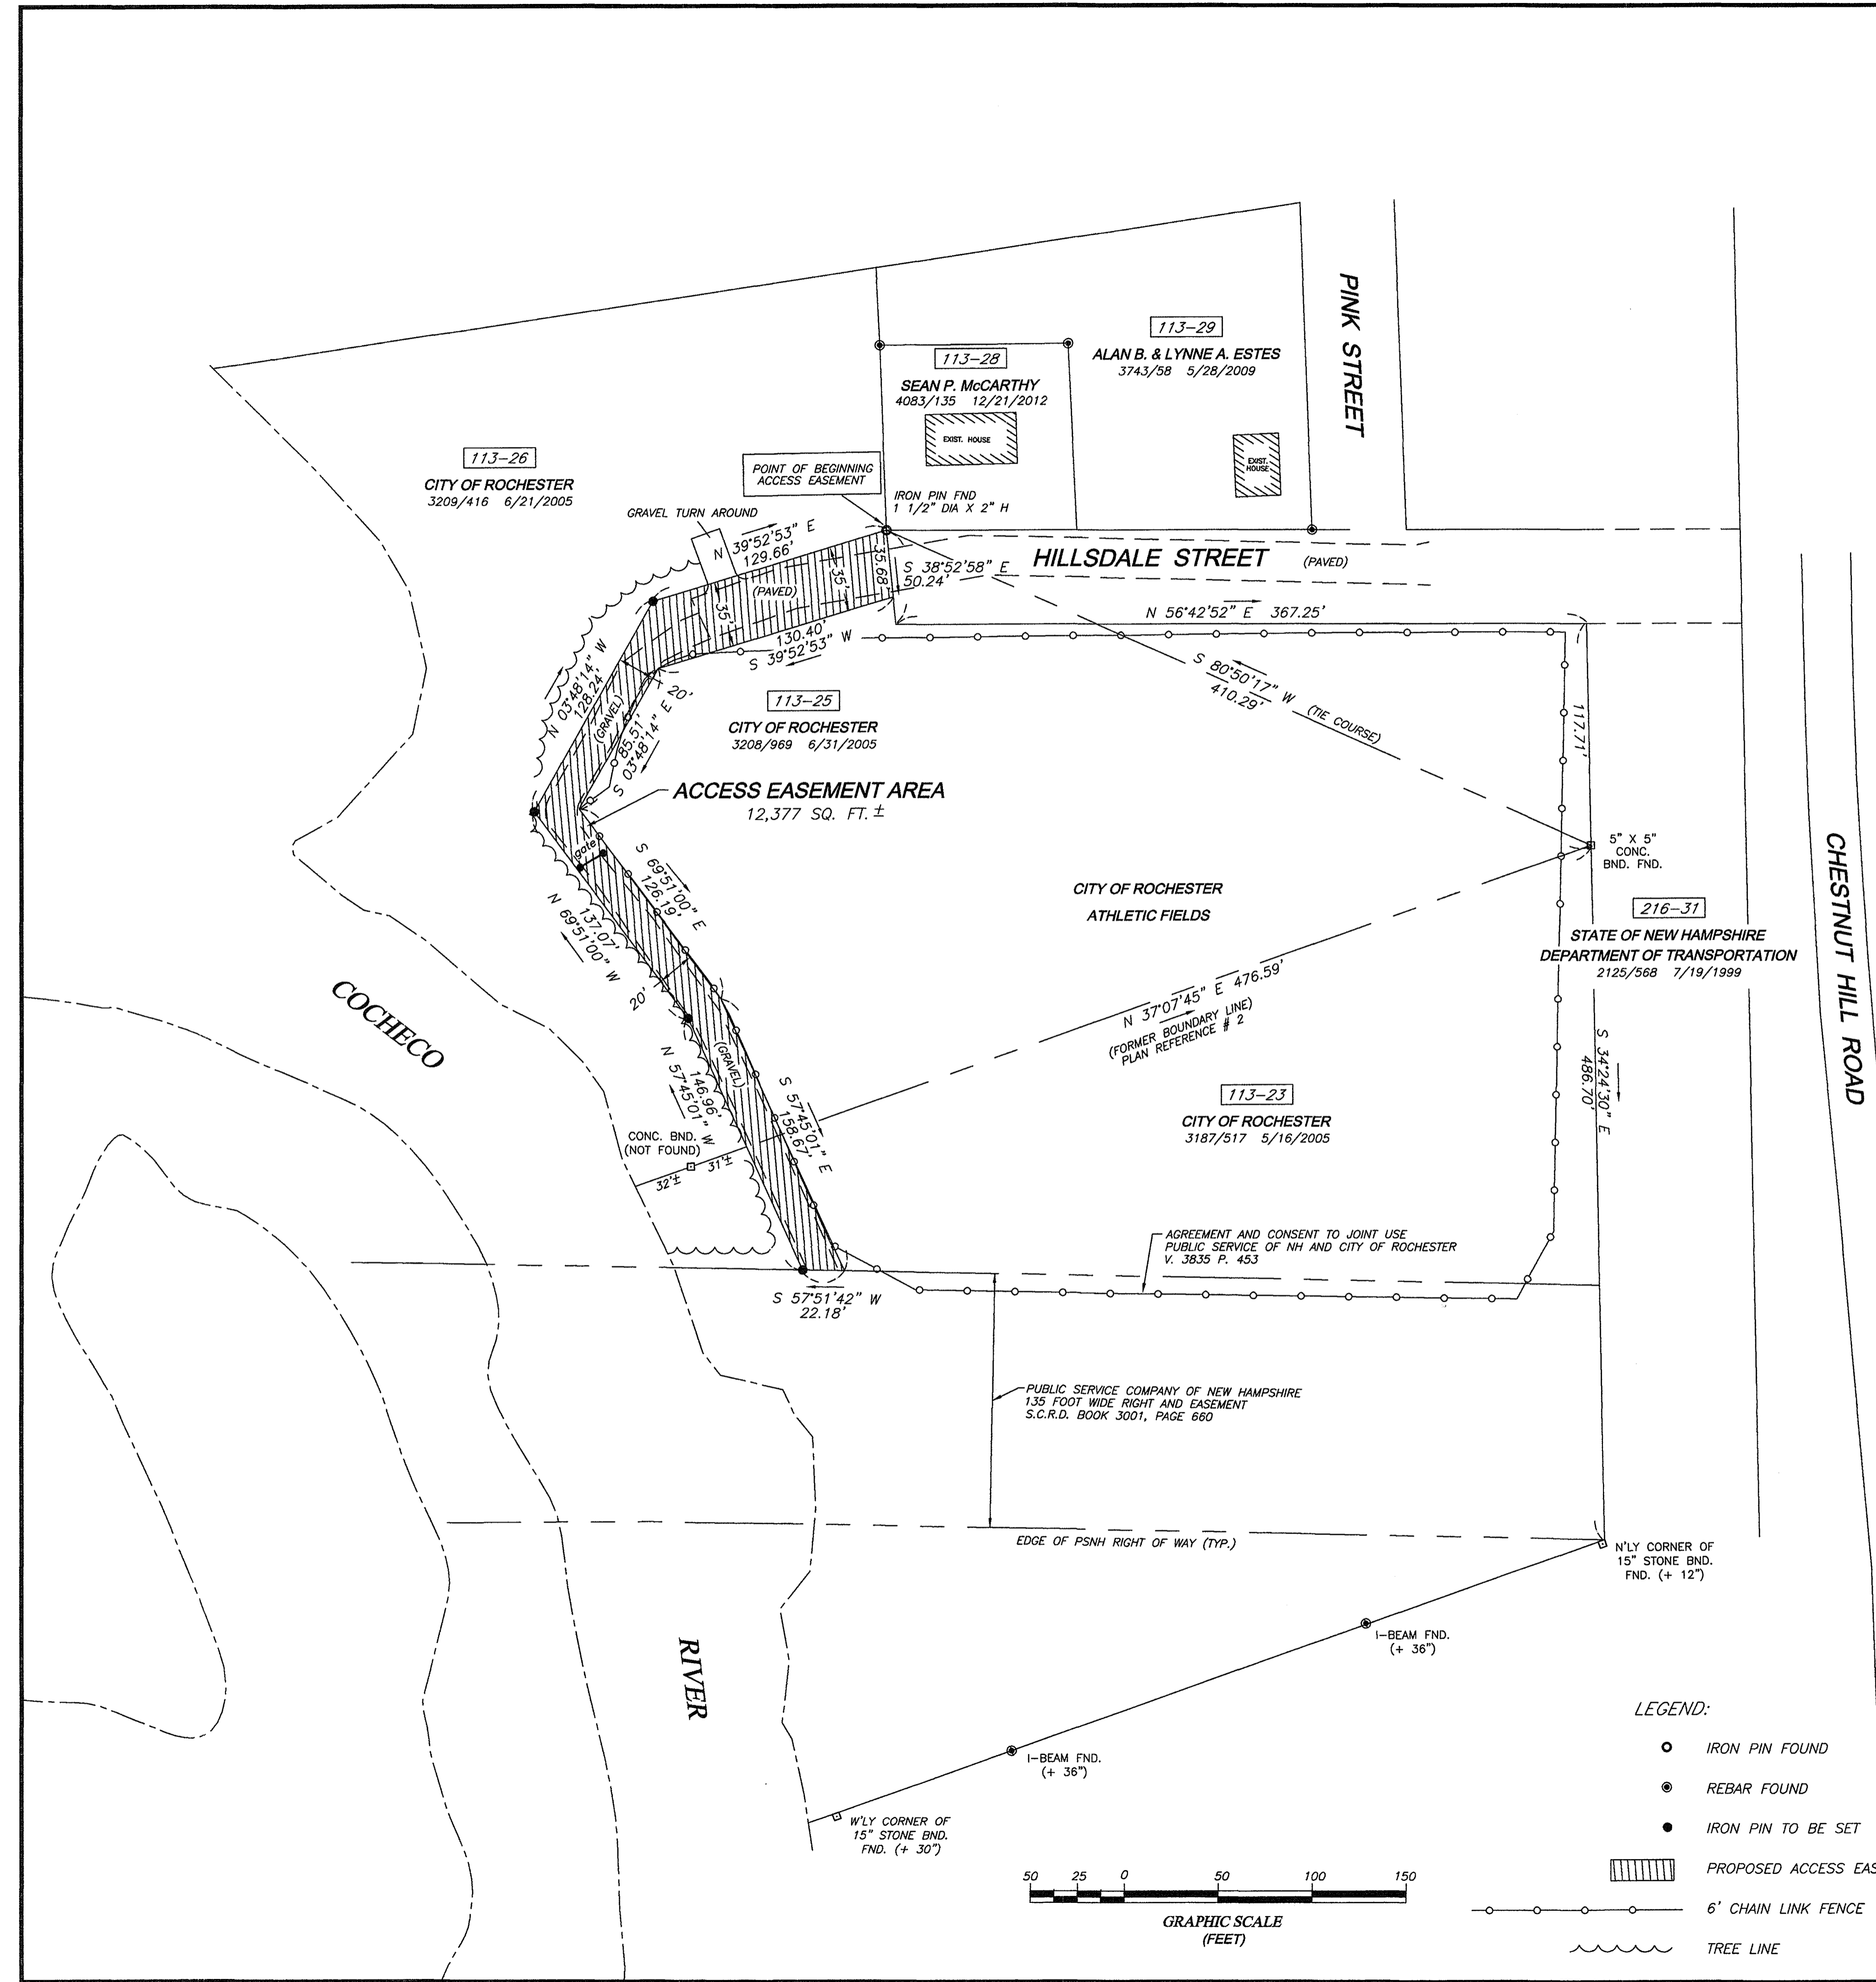 PINK STREET
113-29
ALAN B. & LYNNE A. ESTES
3743/58 5/28/2009
113-28
SEAN P. McCARTHY
4083/135 12/21/2012
EXIST. HOUSE
EXIST.
HOUSE
113-26
CITY OF ROCHESTER
3209/416 6/21/2005
POINT OF BEGINNING
ACCESS EASEMENT
IRON PIN FND
1 1/2" DIA X 2" H
GRAVEL TURN AROUND
N 39°52'53" E
129.66'
(PAVED)
35'
35'
35.68'
S 38°52'58" E
50.24'
HILLSDALE STREET (PAVED)
N 56°42'52" E 367.25'
130.40'
S 39°52'53" W
N 03°48'14" W
128.24'
(GRAVEL)
20'
85.51'
S 03°48'14" E
S 80°50'17" W (TIE COURSE)
410.29'
117.71'
113-25
CITY OF ROCHESTER
3208/969 6/31/2005
ACCESS EASEMENT AREA
12,377 SQ. FT. ±
gate
S 69°51'00" E
126.19'
137.07'
N 69°51'00" W
20'
CITY OF ROCHESTER
ATHLETIC FIELDS
5" X 5"
CONC.
BND. FND.
216-31
STATE OF NEW HAMPSHIRE
DEPARTMENT OF TRANSPORTATION
2125/568 7/19/1999
CHESTNUT HILL ROAD
COCHECO
N 37°07'45" E 476.59'
(FORMER BOUNDARY LINE)
PLAN REFERENCE # 2
S 34°24'30" E
486.70'
(GRAVEL)
146.96'
N 57°45'01" W
S 57°45'01" E
158.67'
113-23
CITY OF ROCHESTER
3187/517 5/16/2005
CONC. BND.
(NOT FOUND)
31'±
32'±
AGREEMENT AND CONSENT TO JOINT USE
PUBLIC SERVICE OF NH AND CITY OF ROCHESTER
V. 3835 P. 453
S 57°51'42" W
22.18'
PUBLIC SERVICE COMPANY OF NEW HAMPSHIRE
135 FOOT WIDE RIGHT AND EASEMENT
S.C.R.D. BOOK 3001, PAGE 660
EDGE OF PSNH RIGHT OF WAY (TYP.)
N'LY CORNER OF
15" STONE BND.
FND. (+ 12")
RIVER
I-BEAM FND.
(+ 36")
I-BEAM FND.
(+ 36")
W'LY CORNER OF
15" STONE BND.
FND. (+ 30")
LEGEND:
IRON PIN FOUND
REBAR FOUND
IRON PIN TO BE SET
PROPOSED ACCESS EAS
6' CHAIN LINK FENCE
TREE LINE
50 25 0 50 100 150
GRAPHIC SCALE
(FEET)